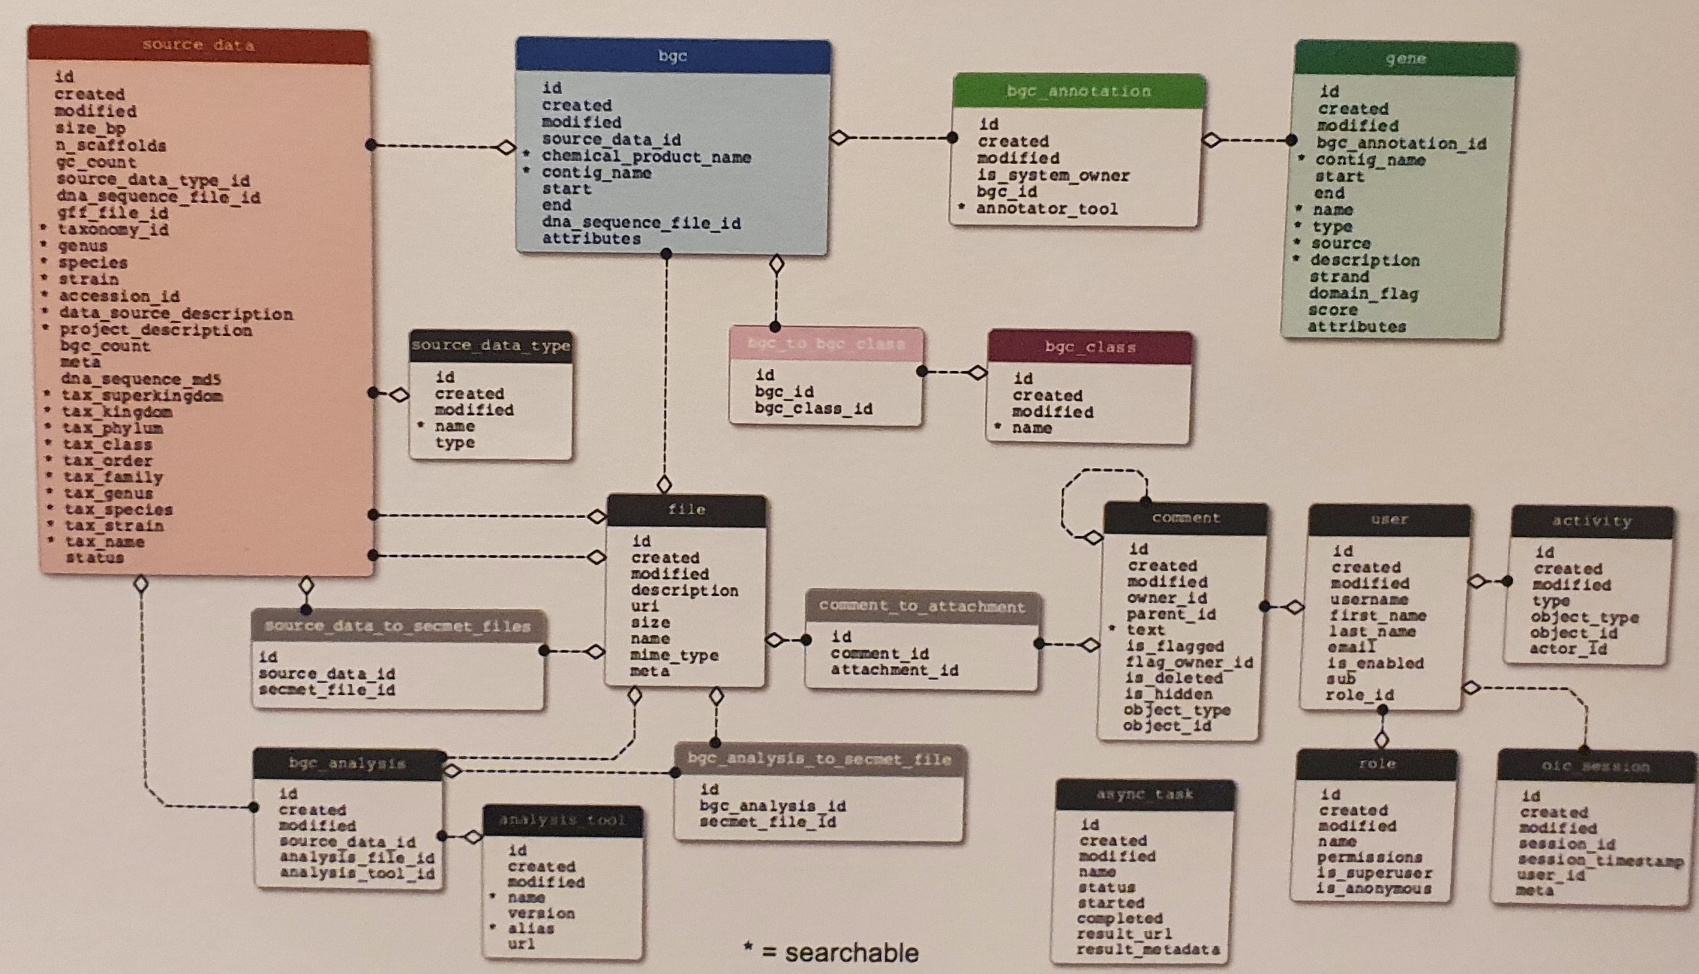 source_data
id
created
modified
size_bp
n_scaffolds
gc_count
source_data_type_id
dna_sequence_file_id
gff_file_id
* taxonomy_id
* genus
* species
* strain
* accession_id
* data_source_description
* project_description
bgc_count
meta
dna_sequence_md5
* tax_superkingdom
* tax_kingdom
* tax_phylum
* tax_class
* tax_order
* tax_family
* tax_genus
* tax_species
* tax_strain
* tax_name
status
bgc
id
created
modified
source_data_id
* chemical_product_name
* contig_name
start
end
dna_sequence_file_id
attributes
bgc_annotation
id
created
modified
is_system_owner
bgc_id
* annotator_tool
gene
id
created
modified
bgc_annotation_id
* contig_name
start
end
* name
* type
* source
* description
strand
domain_flag
score
attributes
source_data_type
id
created
modified
* name
type
bgc_to_bgc_class
id
bgc_id
bgc_class_id
bgc_class
id
created
modified
* name
file
id
created
modified
description
uri
size
name
mime_type
meta
comment
id
created
modified
owner_id
parent_id
* text
is_flagged
flag_owner_id
is_deleted
is_hidden
object_type
object_id
user
id
created
modified
username
first_name
last_name
email
is_enabled
sub
role_id
activity
id
created
modified
type
object_type
object_id
actor_id
source_data_to_secmet_files
id
source_data_id
secmet_file_id
comment_to_attachment
id
comment_id
attachment_id
bgc_analysis
id
created
modified
source_data_id
analysis_file_id
analysis_tool_id
bgc_analysis_to_secmet_file
id
bgc_analysis_id
secmet_file_id
analysis_tool
id
created
modified
* name
version
* alias
url
async_task
id
created
modified
name
status
started
completed
result_url
result_metadata
role
id
created
modified
name
permissions
is_superuser
is_anonymous
oic_session
id
created
modified
session_id
session_timestamp
user_id
meta
* = searchable